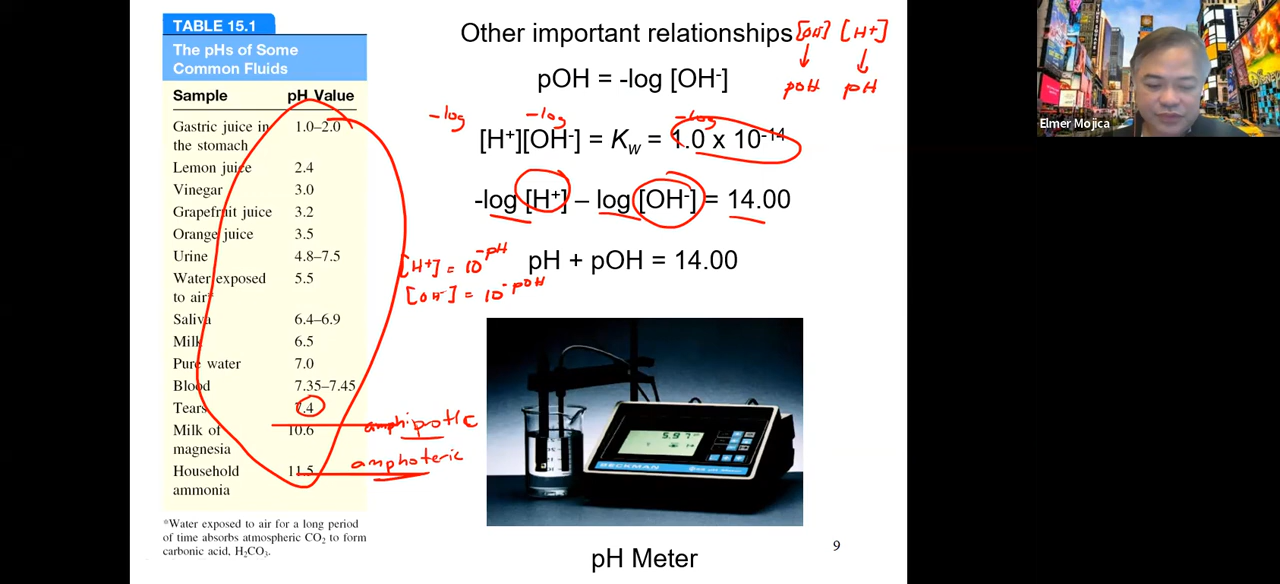 TABLE 15.1
The pHs of Some
Common Fluids
Sample pH Value
Gastric juice in 1.0–2.0
the stomach
Lemon juice 2.4
Vinegar 3.0
Grapefruit juice 3.2
Orange juice 3.5
Urine 4.8–7.5
Water exposed 5.5
to air*
Saliva 6.4–6.9
Milk 6.5
Pure water 7.0
Blood 7.35–7.45
Tears 7.4
Milk of 10.6
magnesia
Household 11.5
ammonia
*Water exposed to air for a long period
of time absorbs atmospheric CO2 to form
carbonic acid, H2CO3.
Other important relationships [OH] [H+]
↓ ↓
pOH pH
pOH = -log [OH-]
-log -log -log
[H+][OH-] = Kw = 1.0 x 10-14
-log [H+] – log [OH-] = 14.00
pH + pOH = 14.00
[H+] = 10-pH
[OH-] = 10-pOH
amphipotic
amphoteric
5.97
BECKMAN
pH Meter
9
Elmer Mojica